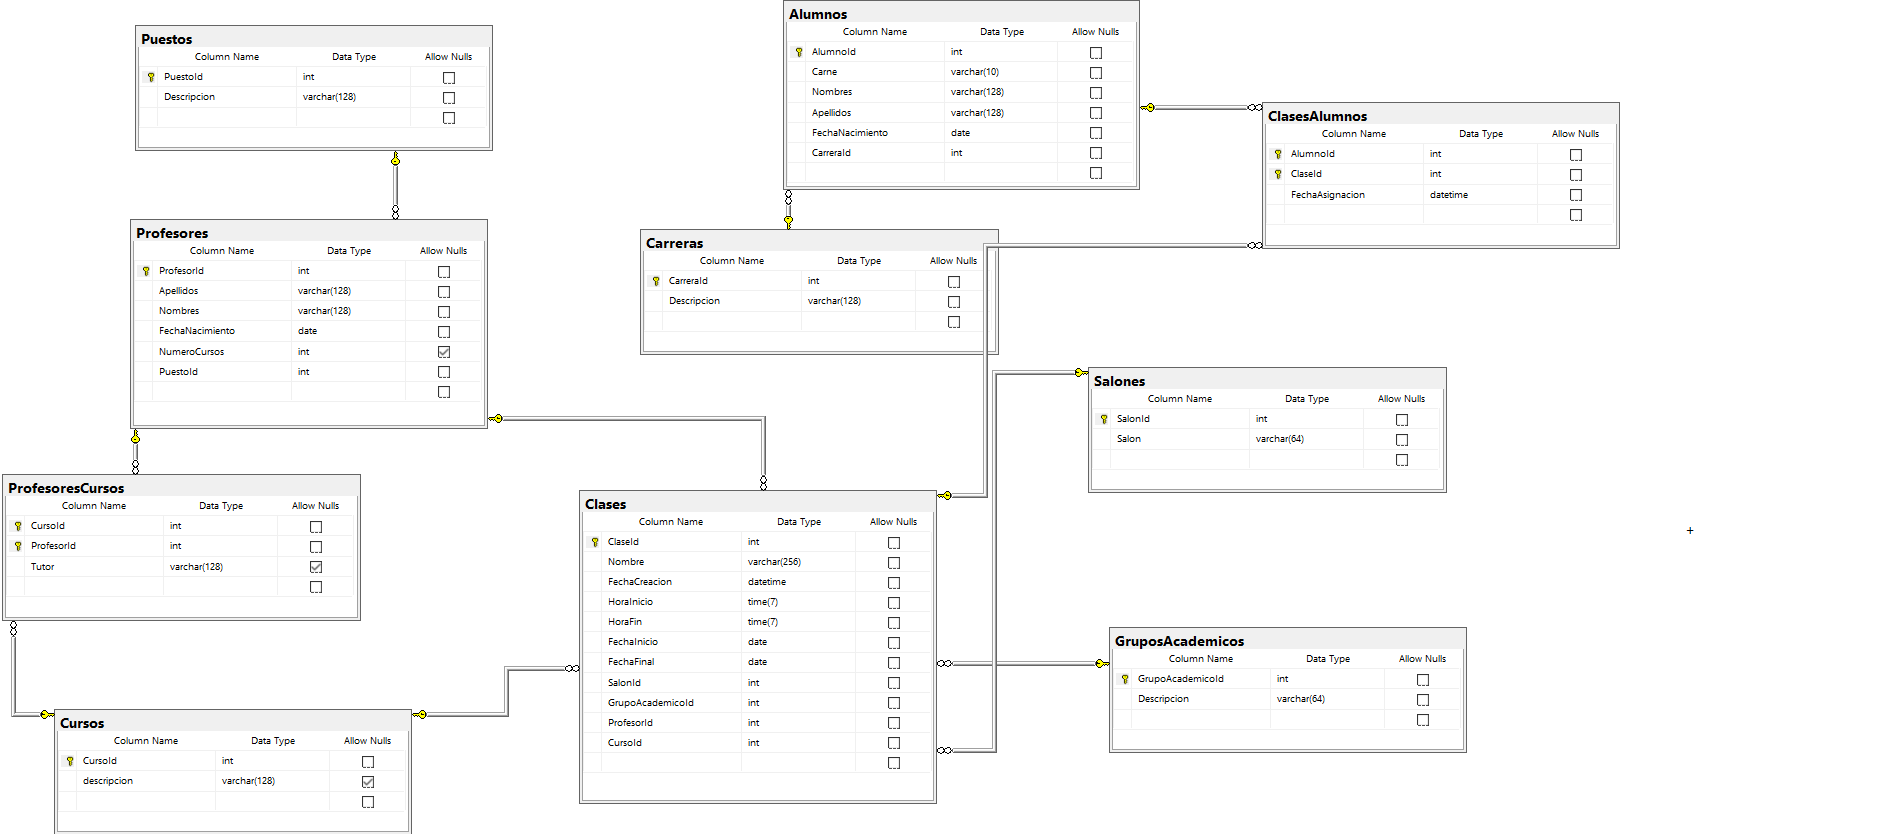 Puestos
Column Name Data Type Allow Nulls
PuestoId int
Descripcion varchar(128)
Profesores
Column Name Data Type Allow Nulls
ProfesorId int
Apellidos varchar(128)
Nombres varchar(128)
FechaNacimiento date
NumeroCursos int
PuestoId int
ProfesoresCursos
Column Name Data Type Allow Nulls
CursoId int
ProfesorId int
Tutor varchar(128)
Cursos
Column Name Data Type Allow Nulls
CursoId int
descripcion varchar(128)
Alumnos
Column Name Data Type Allow Nulls
AlumnoId int
Carne varchar(10)
Nombres varchar(128)
Apellidos varchar(128)
FechaNacimiento date
CarreraId int
Carreras
Column Name Data Type Allow Nulls
CarreraId int
Descripcion varchar(128)
Clases
Column Name Data Type Allow Nulls
ClaseId int
Nombre varchar(256)
FechaCreacion datetime
HoraInicio time(7)
HoraFin time(7)
FechaInicio date
FechaFinal date
SalonId int
GrupoAcademicoId int
ProfesorId int
CursoId int
ClasesAlumnos
Column Name Data Type Allow Nulls
AlumnoId int
ClaseId int
FechaAsignacion datetime
Salones
Column Name Data Type Allow Nulls
SalonId int
Salon varchar(64)
GruposAcademicos
Column Name Data Type Allow Nulls
GrupoAcademicoId int
Descripcion varchar(64)